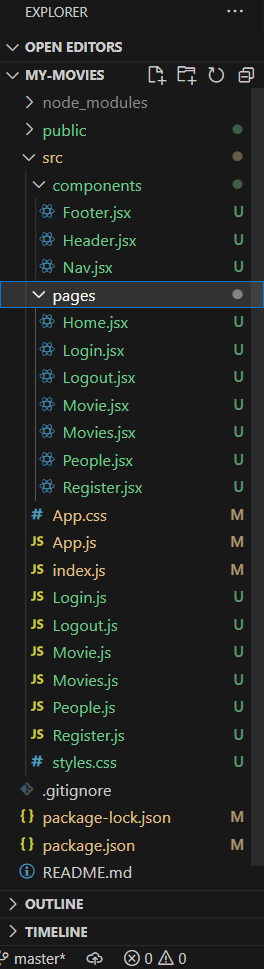 EXPLORER ...
OPEN EDITORS
MY-MOVIES
node_modules
public
src
components
Footer.jsx U
Header.jsx U
Nav.jsx U
pages
Home.jsx U
Login.jsx U
Logout.jsx U
Movie.jsx U
Movies.jsx U
People.jsx U
Register.jsx U
# App.css M
JS App.js M
JS index.js M
JS Login.js U
JS Logout.js U
JS Movie.js U
JS Movies.js U
JS People.js U
JS Register.js U
# styles.css U
.gitignore
{} package-lock.json M
{} package.json M
README.md
OUTLINE
TIMELINE
master* 0 0